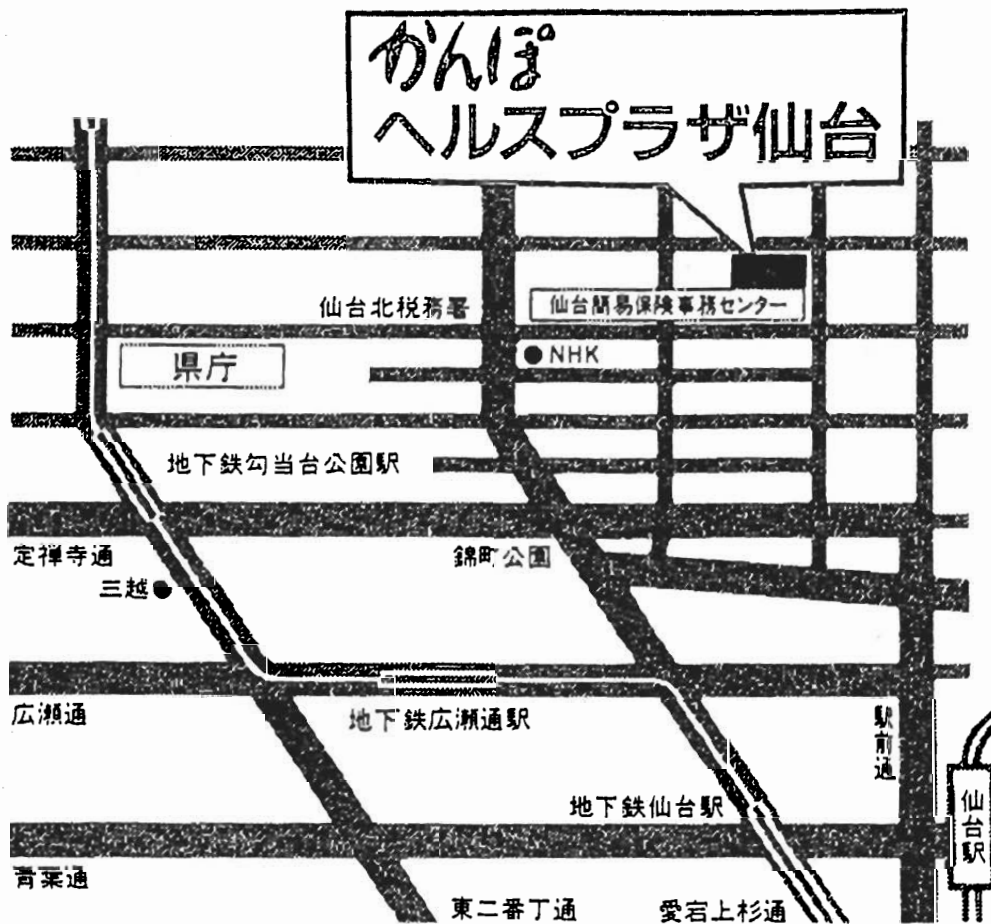 かんぽ
ヘルスプラザ仙台
仙台北税務署
仙台簡易保険事務センター
県庁
NHK
地下鉄勾当台公園駅
定禅寺通
錦町公園
三越
広瀬通
地下鉄広瀬通駅
駅前通
地下鉄仙台駅
仙台駅
青葉通
東二番丁通
愛宕上杉通